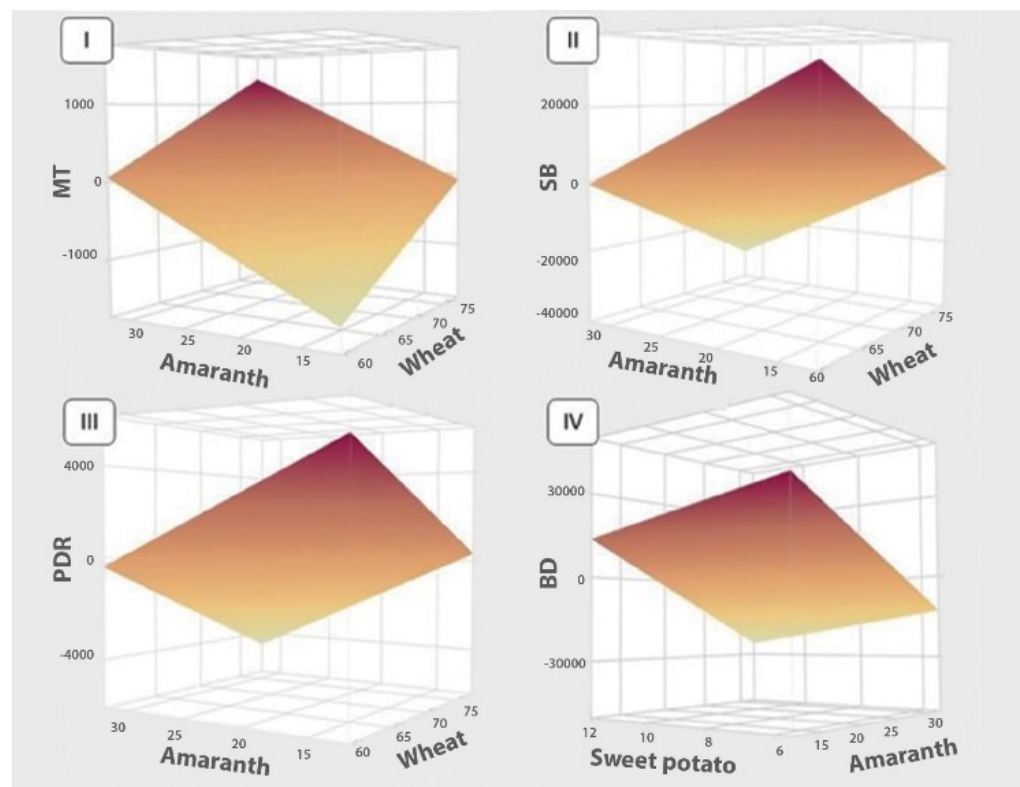 I
1000
MT
0
-1000
30
25
20
15
60
65
70
75
Amaranth
Wheat
II
20000
SB
0
-20000
-40000
30
25
20
15
60
65
70
75
Amaranth
Wheat
III
4000
PDR
0
-4000
30
25
20
15
60
65
70
75
Amaranth
Wheat
IV
30000
BD
0
-30000
12
10
8
6
15
20
25
30
Sweet potato
Amaranth